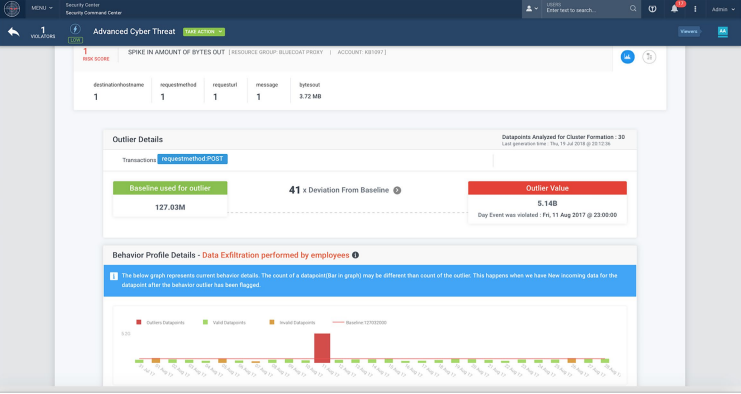 MENU
Security Center
Security Command Center
USERS
Enter text to search...
17
Admin
1
VIOLATORS
LOW
Advanced Cyber Threat
TAKE ACTION
Viewers
AA
1
RISK SCORE
SPIKE IN AMOUNT OF BYTES OUT [ RESOURCE GROUP: BLUECOAT PROXY | ACCOUNT: K81097 ]
destinationhostname requestmethod requesturl message bytesout
1 1 1 1 3.72 MB
Outlier Details
Datapoints Analyzed for Cluster Formation : 30
Last generation time : Thu, 19 Jul 2018 @ 20:12:36
Transactions requestmethod:POST
Baseline used for outlier
127.03M
41 x Deviation From Baseline
Outlier Value
5.14B
Day Event was violated : Fri, 11 Aug 2017 @ 23:00:00
Behavior Profile Details - Data Exfiltration performed by employees
The below graph represents current behavior details. The count of a datapoint(Bar in graph) may be different than count of the outlier. This happens when we have New incoming data for the
datapoint after the behavior outlier has been flagged.
Outliers Datapoints Valid Datapoints Invalid Datapoints Baseline:127032000